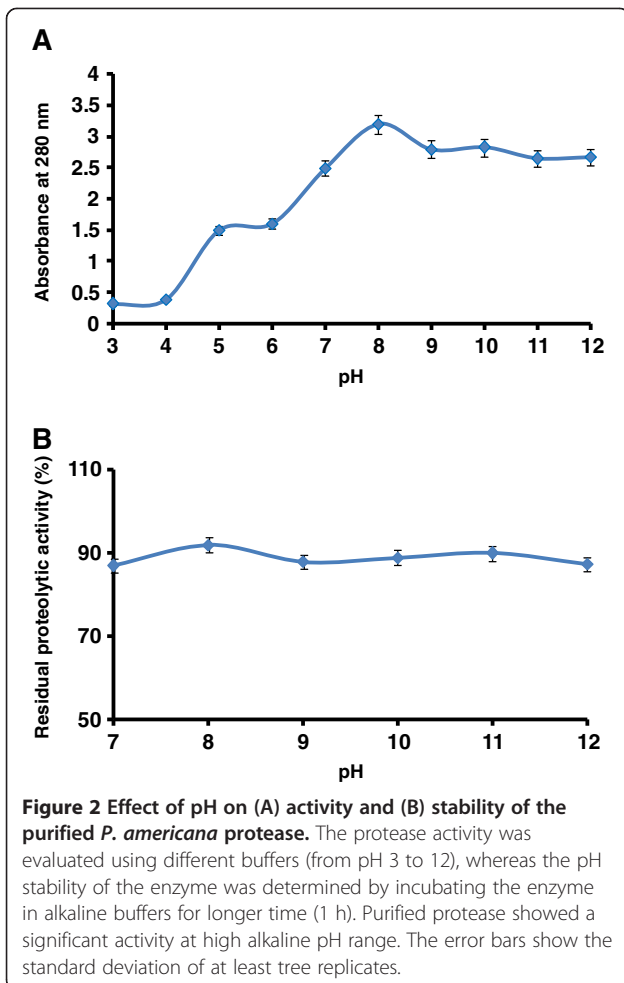 A
4
3.5
3
2.5
2
1.5
1
0.5
0
Absorbance at 280 nm
3 4 5 6 7 8 9 10 11 12
pH
B
110
90
70
50
Residual proteolytic activity (%)
7 8 9 10 11 12
pH
Figure 2 Effect of pH on (A) activity and (B) stability of the
purified P. americana protease. The protease activity was
evaluated using different buffers (from pH 3 to 12), whereas the pH
stability of the enzyme was determined by incubating the enzyme
in alkaline buffers for longer time (1 h). Purified protease showed a
significant activity at high alkaline pH range. The error bars show the
standard deviation of at least tree replicates.